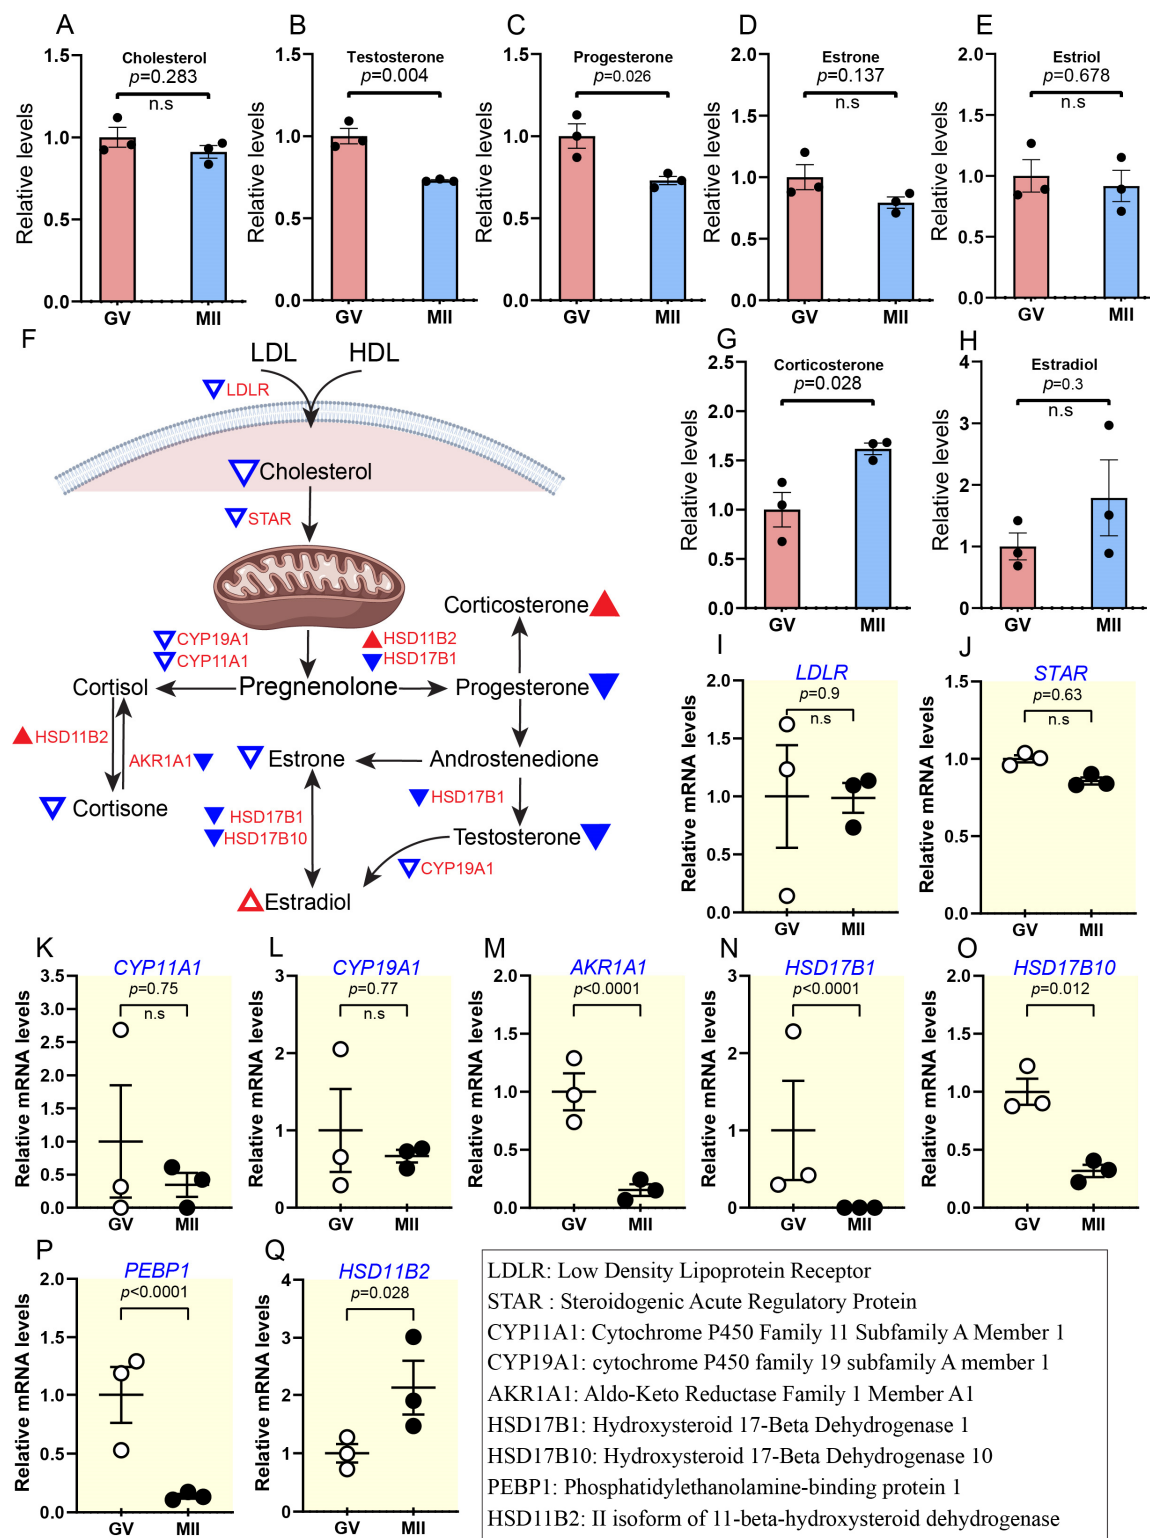 A
Cholesterol
p=0.283
n.s
Relative levels
1.5
1.0
0.5
0.0
GV
MII
B
Testosterone
p=0.004
Relative levels
1.5
1.0
0.5
0.0
GV
MII
C
Progesterone
p=0.026
Relative levels
1.5
1.0
0.5
0.0
GV
MII
D
Estrone
p=0.137
n.s
Relative levels
2.0
1.5
1.0
0.5
0.0
GV
MII
E
Estriol
p=0.678
n.s
Relative levels
2.0
1.5
1.0
0.5
0.0
GV
MII
F
LDL
HDL
LDLR
Cholesterol
STAR
Corticosterone
CYP19A1
CYP11A1
HSD11B2
HSD17B1
Cortisol
Pregnenolone
Progesterone
HSD11B2
AKR1A1
Estrone
Androstenedione
Cortisone
HSD17B1
HSD17B10
HSD17B1
Testosterone
CYP19A1
Estradiol
G
Corticosterone
p=0.028
Relative levels
2.5
2.0
1.5
1.0
0.5
0.0
GV
MII
H
Estradiol
p=0.3
n.s
Relative levels
4
3
2
1
0
GV
MII
I
LDLR
p=0.9
n.s
Relative mRNA levels
2.0
1.5
1.0
0.5
0.0
GV
MII
J
STAR
p=0.63
n.s
Relative mRNA levels
1.5
1.0
0.5
0.0
GV
MII
K
CYP11A1
p=0.75
n.s
Relative mRNA levels
3.5
3.0
2.5
2.0
1.5
1.0
0.5
0.0
GV
MII
L
CYP19A1
p=0.77
n.s
Relative mRNA levels
3
2
1
0
GV
MII
M
AKR1A1
p<0.0001
Relative mRNA levels
2.0
1.5
1.0
0.5
0.0
GV
MII
N
HSD17B1
p<0.0001
Relative mRNA levels
3
2
1
0
GV
MII
O
HSD17B10
p=0.012
Relative mRNA levels
2.0
1.5
1.0
0.5
0.0
GV
MII
P
PEBP1
p<0.0001
Relative mRNA levels
2.0
1.5
1.0
0.5
0.0
GV
MII
Q
HSD11B2
p=0.028
Relative mRNA levels
4
3
2
1
0
GV
MII
LDLR: Low Density Lipoprotein Receptor
STAR : Steroidogenic Acute Regulatory Protein
CYP11A1: Cytochrome P450 Family 11 Subfamily A Member 1
CYP19A1: cytochrome P450 family 19 subfamily A member 1
AKR1A1: Aldo-Keto Reductase Family 1 Member A1
HSD17B1: Hydroxysteroid 17-Beta Dehydrogenase 1
HSD17B10: Hydroxysteroid 17-Beta Dehydrogenase 10
PEBP1: Phosphatidylethanolamine-binding protein 1
HSD11B2: II isoform of 11-beta-hydroxysteroid dehydrogenase